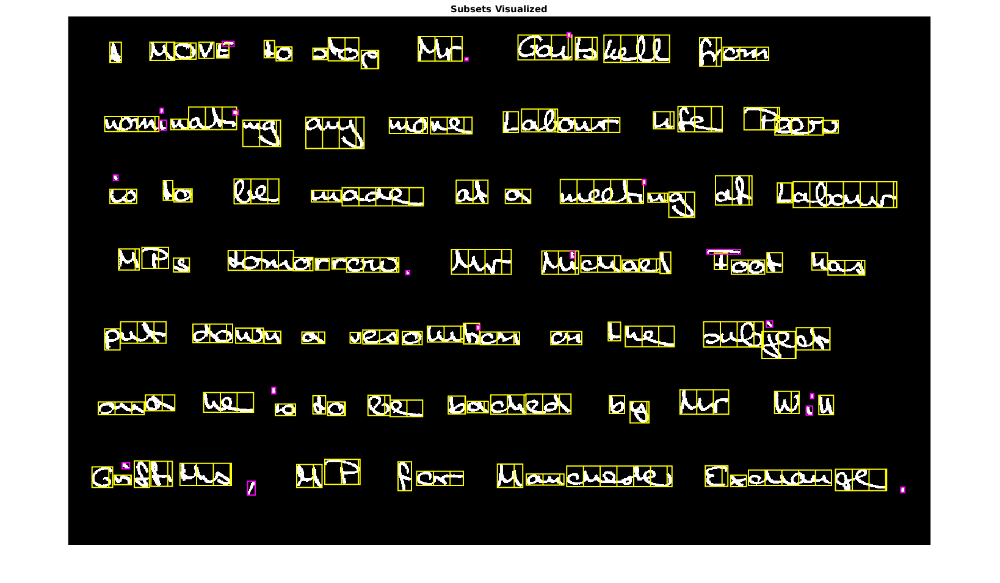 Subsets Visualized
A MOVE to stop Mr. Gaitskell from
nominating any more Labour life Peers
is to be made at a meeting of Labour
MPs tomorrow. Mr Michael Foot has
put down a resolution on the subject
and he is to be backed by Mr Will
Griffiths, MP for Manchester Exchange.